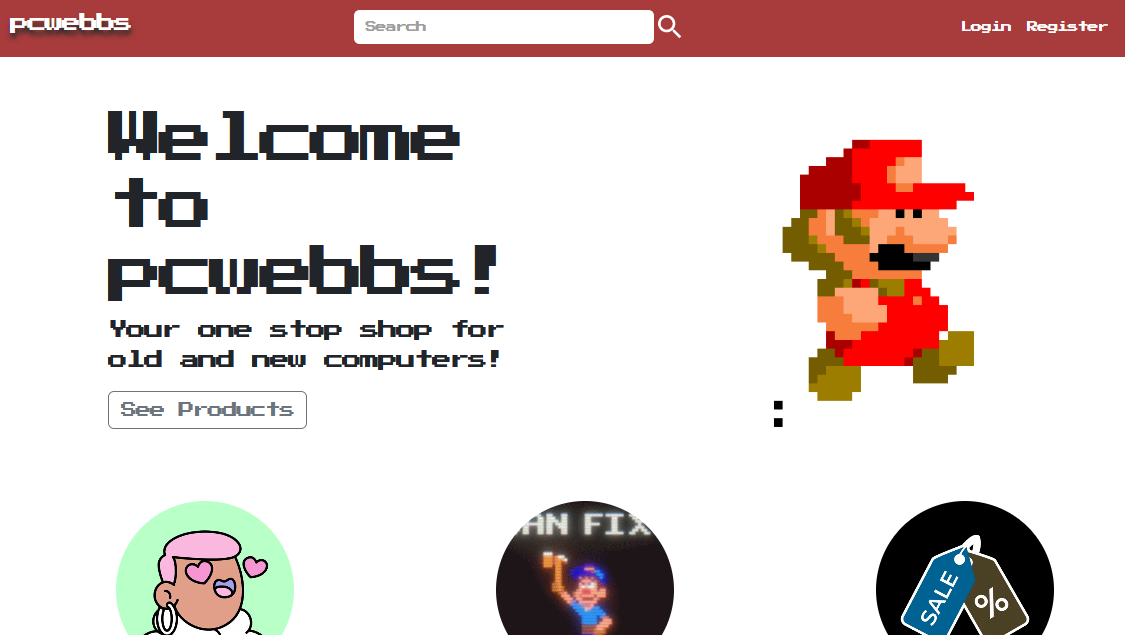 pcwebbs
Search
Login Register
Welcome
to
pcwebbs!
Your one stop shop for
old and new computers!
See Products
:
AN FIX
SALE
%